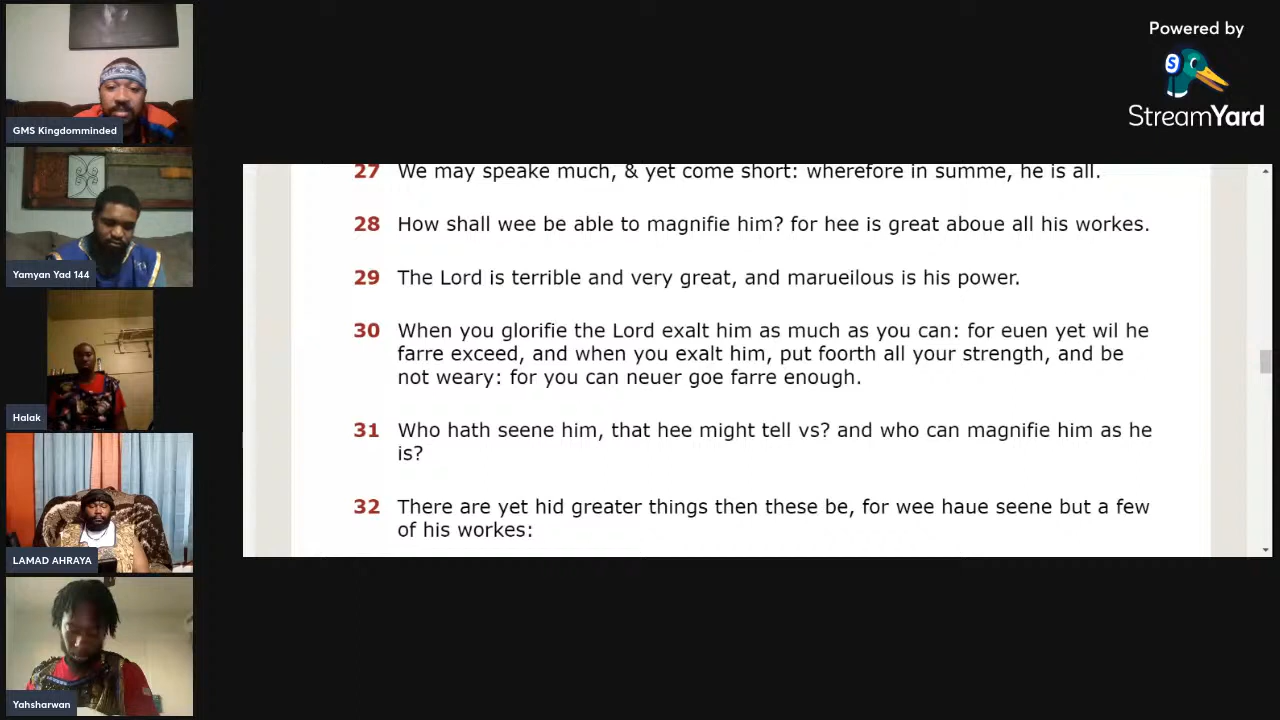 GMS Kingdomminded
Yamyan Yad 144
Halak
LAMAD AHRAYA
Yahsharwan
Powered by
S
StreamYard
27 We may speake much, & yet come short: wherefore in summe, he is all.
28 How shall wee be able to magnifie him? for hee is great aboue all his workes.
29 The Lord is terrible and very great, and marueilous is his power.
30 When you glorifie the Lord exalt him as much as you can: for euen yet wil he
farre exceed, and when you exalt him, put foorth all your strength, and be
not weary: for you can neuer goe farre enough.
31 Who hath seene him, that hee might tell vs? and who can magnifie him as he
is?
32 There are yet hid greater things then these be, for wee haue seene but a few
of his workes: